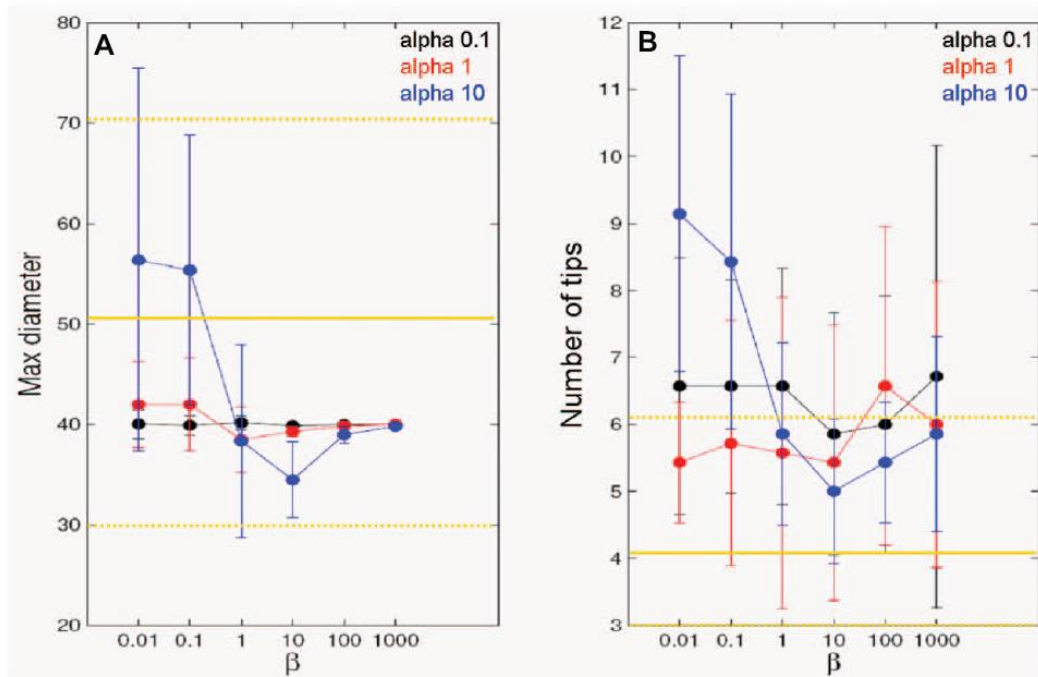 A
alpha 0.1
alpha 1
alpha 10
80
70
60
50
40
30
20
Max diameter
0.01 0.1 1 10 100 1000
β
B
alpha 0.1
alpha 1
alpha 10
12
11
10
9
8
7
6
5
4
3
Number of tips
0.01 0.1 1 10 100 1000
β